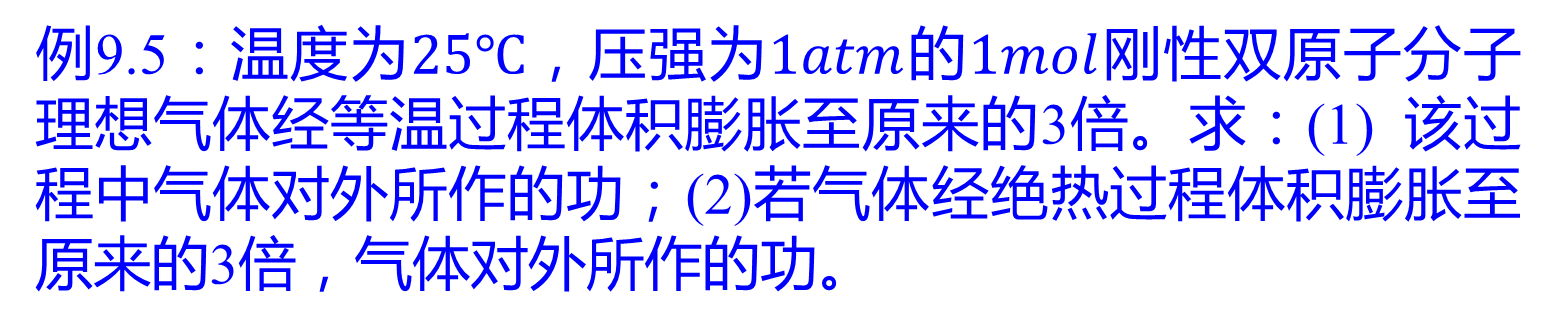 例9.5：温度为25℃，压强为1atm的1mol刚性双原子分子
理想气体经等温过程体积膨胀至原来的3倍。求：(1) 该过
程中气体对外所作的功；(2)若气体经绝热过程体积膨胀至
原来的3倍，气体对外所作的功。